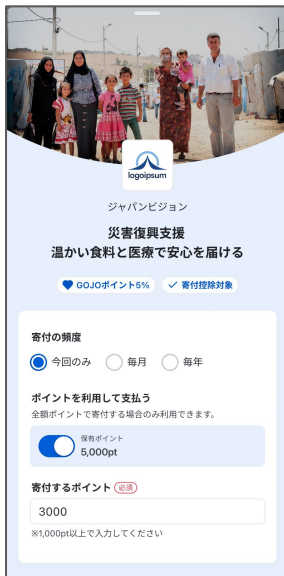 logoipsum
ジャパンビジョン
災害復興支援
温かい食料と医療で安心を届ける
GOJOポイント5% 寄付控除対象
寄付の頻度
今回のみ 毎月 毎年
ポイントを利用して支払う
全額ポイントで寄付する場合のみ利用できます。
保有ポイント
5,000pt
寄付するポイント 必須
3000
※1,000pt以上で入力してください